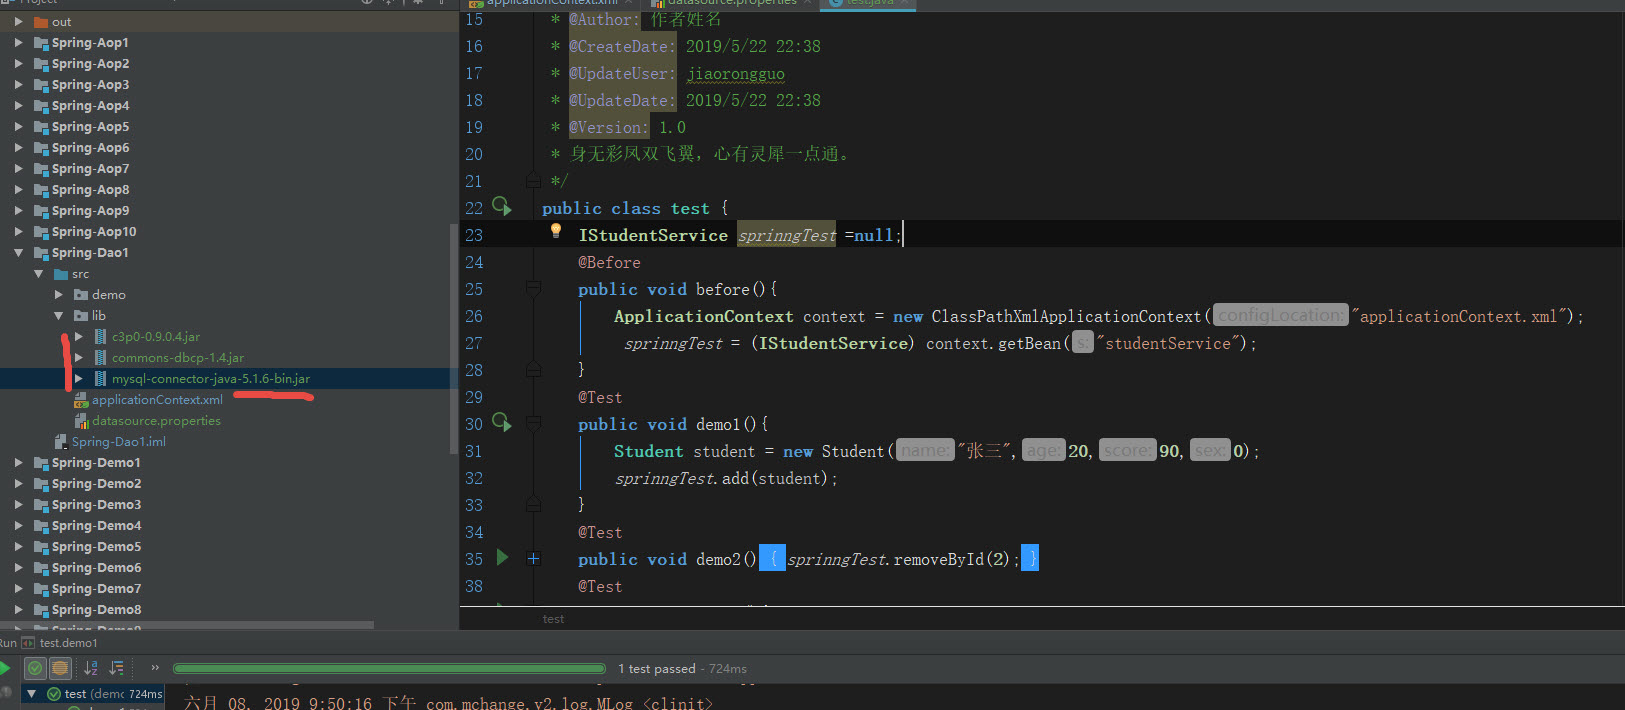 Project
applicationContext.xml
datasource.properties
test.java
out
Spring-Aop1
Spring-Aop2
Spring-Aop3
Spring-Aop4
Spring-Aop5
Spring-Aop6
Spring-Aop7
Spring-Aop8
Spring-Aop9
Spring-Aop10
Spring-Dao1
src
demo
lib
c3p0-0.9.0.4.jar
commons-dbcp-1.4.jar
mysql-connector-java-5.1.6-bin.jar
applicationContext.xml
datasource.properties
Spring-Dao1.iml
Spring-Demo1
Spring-Demo2
Spring-Demo3
Spring-Demo4
Spring-Demo5
Spring-Demo6
Spring-Demo7
Spring-Demo8
15 * @Author: 作者姓名
16 * @CreateDate: 2019/5/22 22:38
17 * @UpdateUser: jiaorongguo
18 * @UpdateDate: 2019/5/22 22:38
19 * @Version: 1.0
20 * 身无彩凤双飞翼，心有灵犀一点通。
21 */
22 public class test {
23 IStudentService sprinngTest =null;
24 @Before
25 public void before(){
26 ApplicationContext context = new ClassPathXmlApplicationContext( configLocation: "applicationContext.xml");
27 sprinngTest = (IStudentService) context.getBean( s: "studentService");
28 }
29 @Test
30 public void demo1(){
31 Student student = new Student( name: "张三", age: 20, score: 90, sex: 0);
32 sprinngTest.add(student);
33 }
34 @Test
35 public void demo2() { sprinngTest.removeById(2); }
38 @Test
test
Run test.demo1
1 test passed - 724ms
test (demo 724ms
六月 08, 2019 9:50:16 下午 com.mchange.v2.log.MLog <clinit>